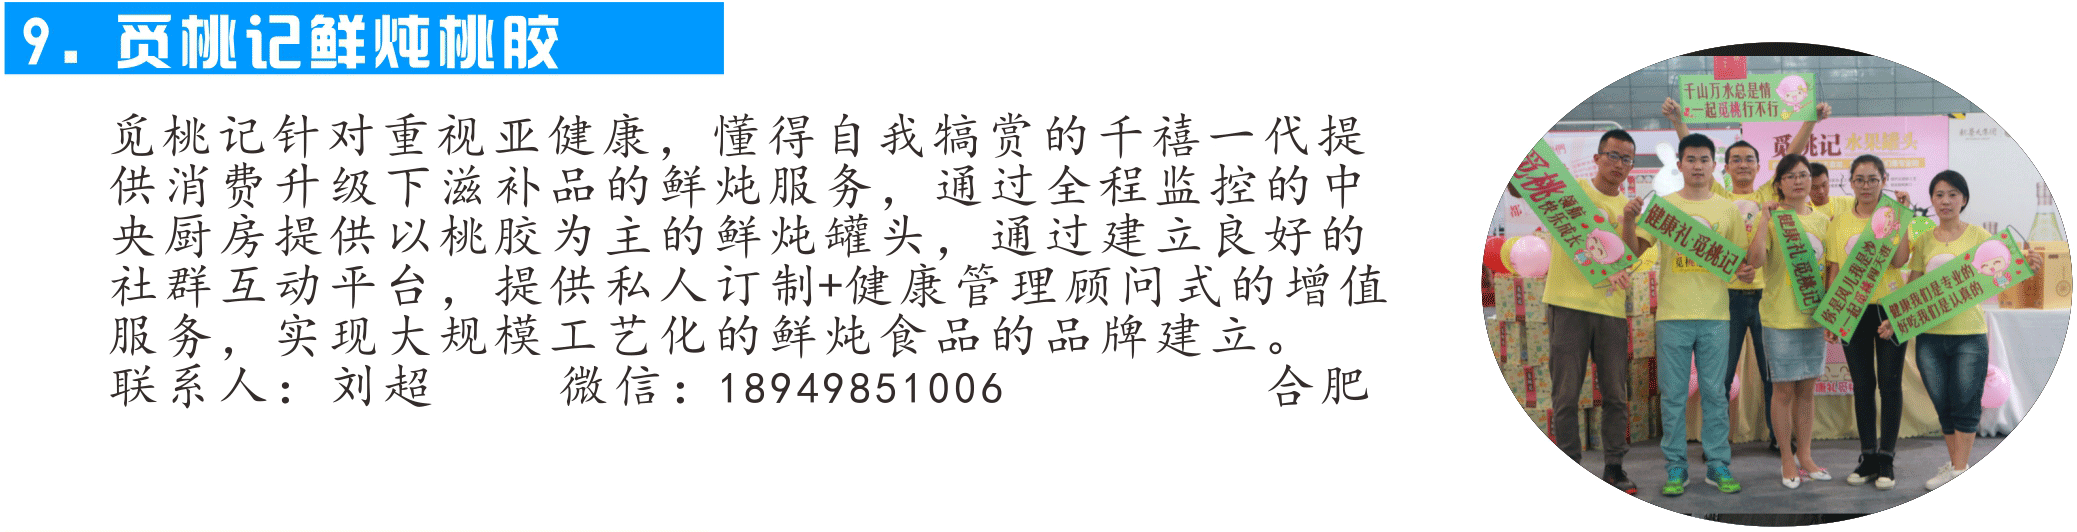 9. 觅桃记鲜炖桃胶
觅桃记针对重视亚健康，懂得自我犒赏的千禧一代提
供消费升级下滋补品的鲜炖服务，通过全程监控的中
央厨房提供以桃胶为主的鲜炖罐头，通过建立良好的
社群互动平台，提供私人订制+健康管理顾问式的增值
服务，实现大规模工艺化的鲜炖食品的品牌建立。
联系人：刘超 微信：18949851006 合肥
千山万水总是情
一起觅桃行不行
觅桃记 水果罐头
觅桃 领航
快乐成长
健康礼·觅桃记
健康礼·觅桃记
你是风儿我是沙
一起觅桃闯天涯
健康我们是专业的
好吃我们是认真的